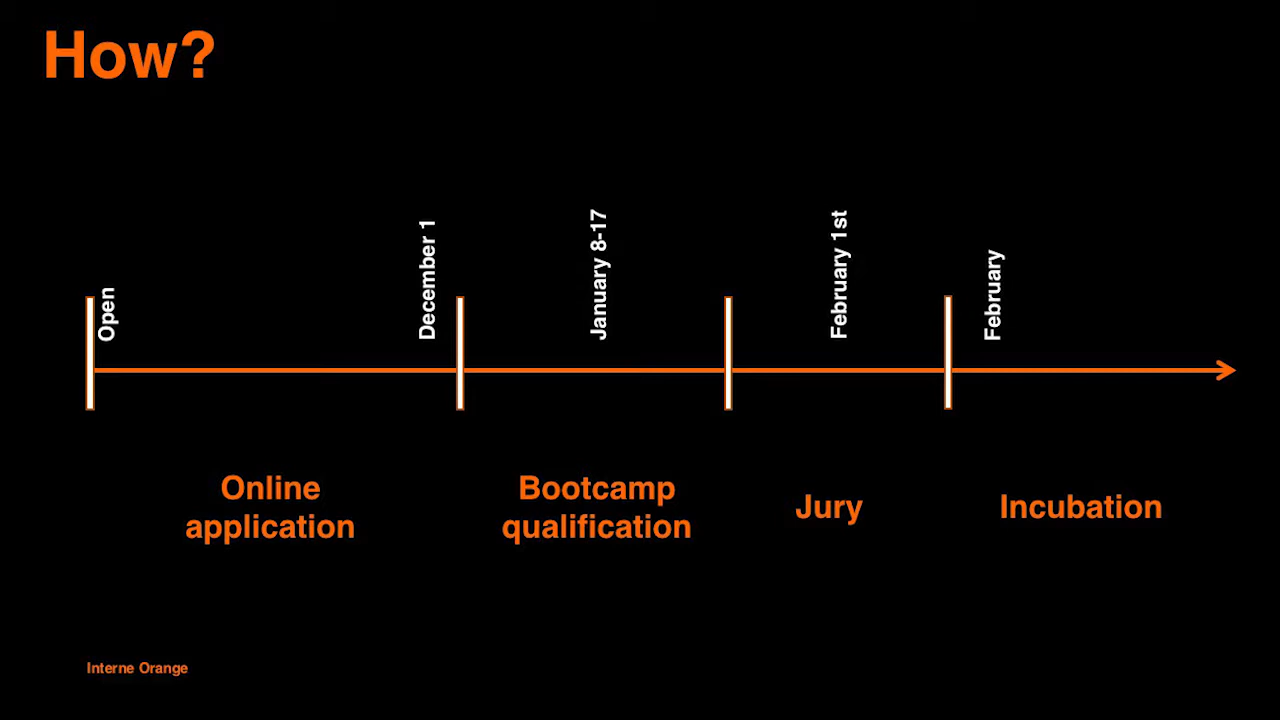 How?
Open
December 1
January 8-17
February 1st
February
Online
application
Bootcamp
qualification
Jury
Incubation
Interne Orange